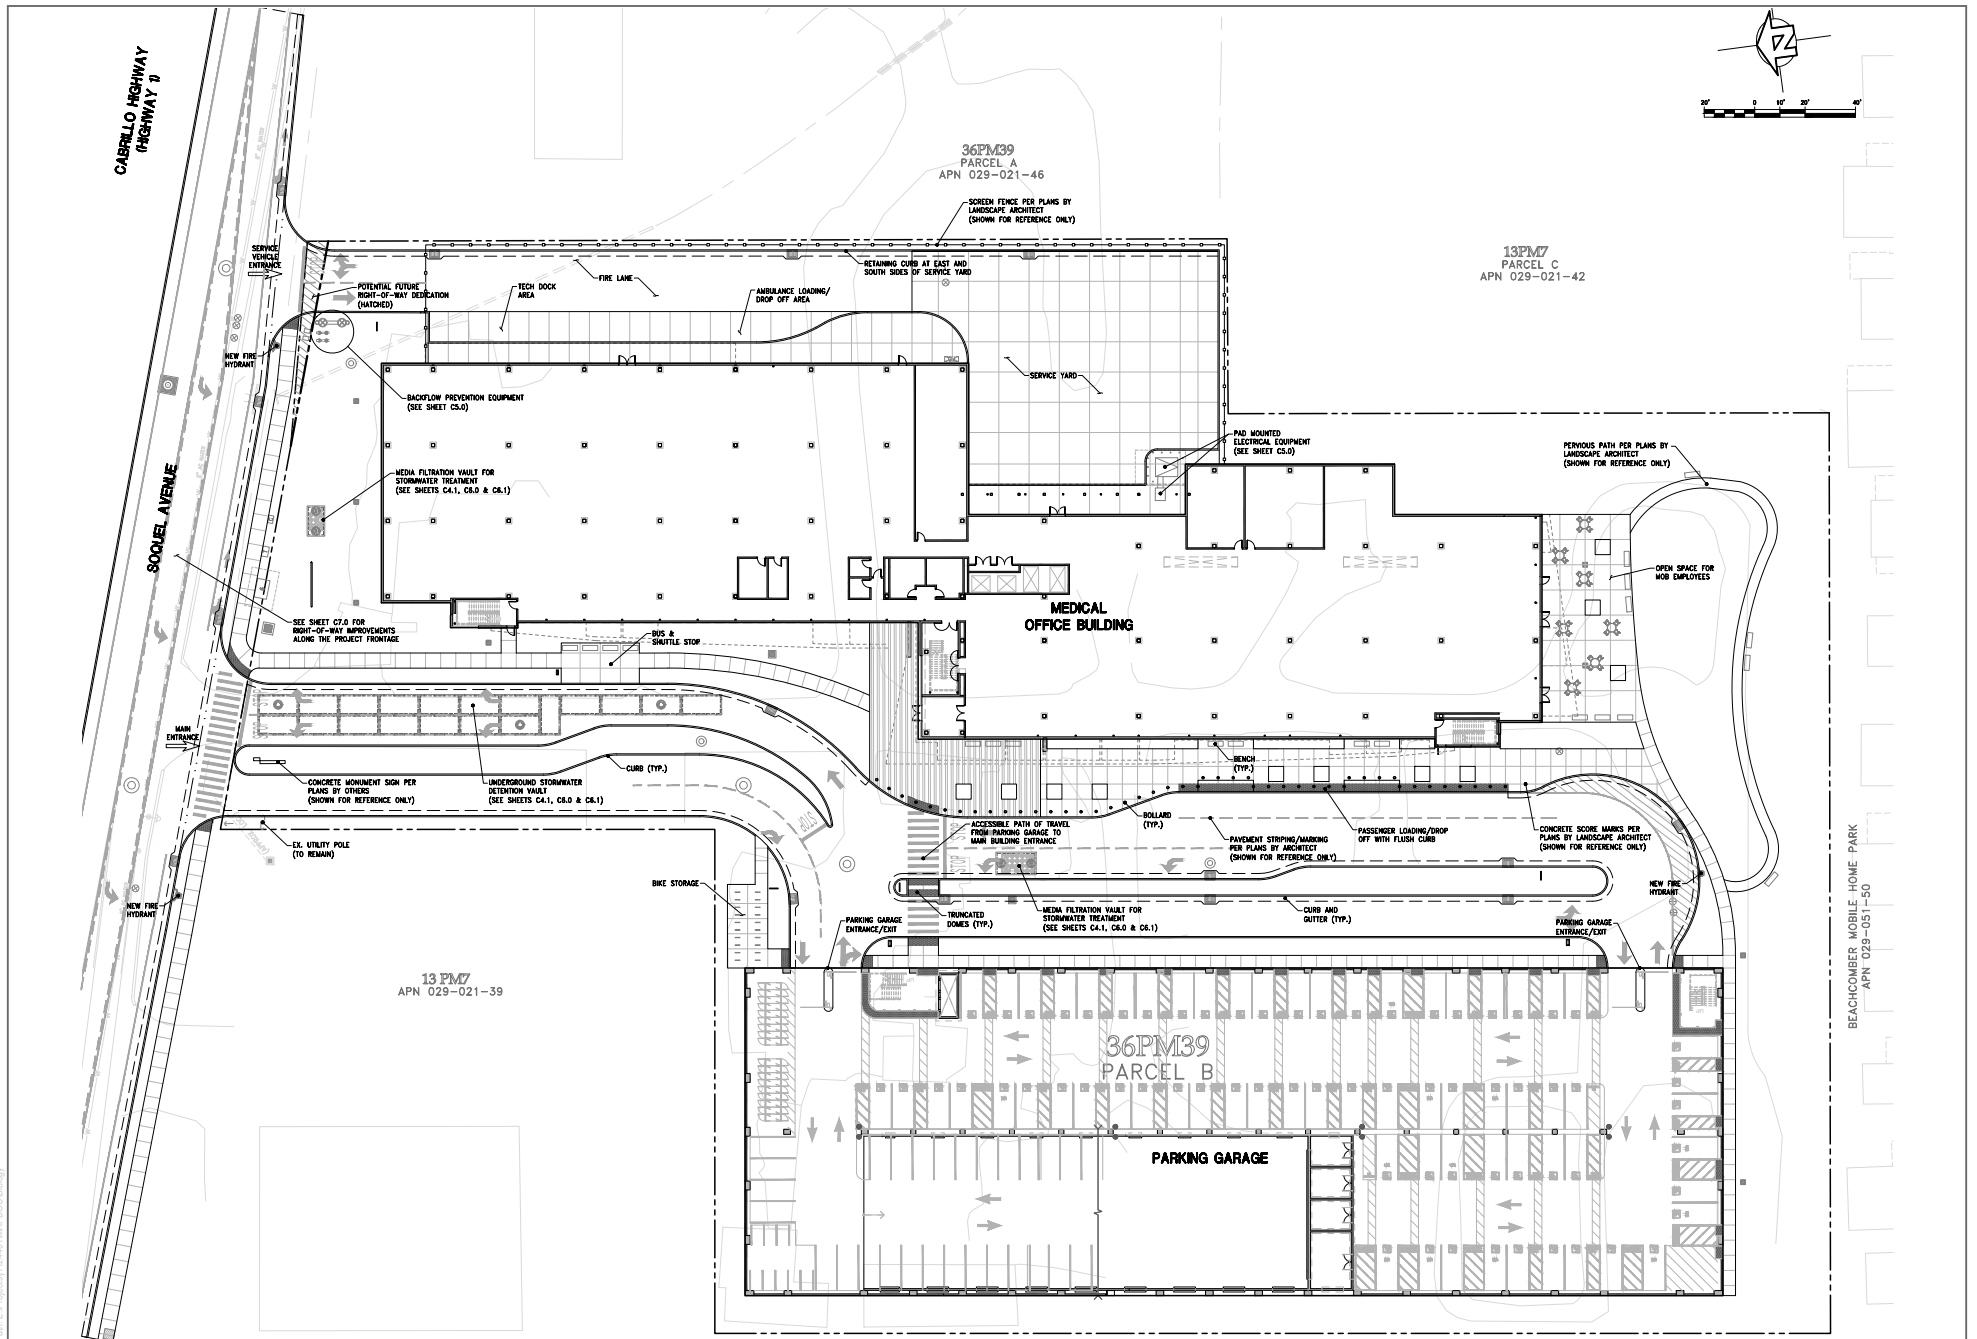 CABRILLO HIGHWAY
(HIGHWAY 1)
20'
0
10'
20'
40'
36PM39
PARCEL A
APN 029-021-46
SCREEN FENCE PER PLANS BY
LANDSCAPE ARCHITECT
(SHOWN FOR REFERENCE ONLY)
13PM7
PARCEL C
APN 029-021-42
SERVICE
VEHICLE
ENTRANCE
RETAINING CURB AT EAST AND
SOUTH SIDES OF SERVICE YARD
FIRE LANE
POTENTIAL FUTURE
RIGHT-OF-WAY DEDICATION
(HATCHED)
TECH DOCK
AREA
AMBULANCE LOADING/
DROP OFF AREA
NEW FIRE
HYDRANT
SERVICE YARD
BACKFLOW PREVENTION EQUIPMENT
(SEE SHEET C5.0)
PAD MOUNTED
ELECTRICAL EQUIPMENT
(SEE SHEET C5.0)
PERVIOUS PATH PER PLANS BY
LANDSCAPE ARCHITECT
(SHOWN FOR REFERENCE ONLY)
MEDIA FILTRATION VAULT FOR
STORMWATER TREATMENT
(SEE SHEETS C4.1, C6.0 & C6.1)
SOQUEL AVENUE
OPEN SPACE FOR
MOB EMPLOYEES
MEDICAL
OFFICE BUILDING
SEE SHEET C7.0 FOR
RIGHT-OF-WAY IMPROVEMENTS
ALONG THE PROJECT FRONTAGE
BUS &
SHUTTLE STOP
MAIN
ENTRANCE
CURB (TYP.)
BENCH
(TYP.)
CONCRETE MONUMENT SIGN PER
PLANS BY OTHERS
(SHOWN FOR REFERENCE ONLY)
UNDERGROUND STORMWATER
DETENTION VAULT
(SEE SHEETS C4.1, C6.0 & C6.1)
STOP
BOLLARD
(TYP.)
ACCESSIBLE PATH OF TRAVEL
FROM PARKING GARAGE TO
MAIN BUILDING ENTRANCE
STOP
PAVEMENT STRIPING/MARKING
PER PLANS BY ARCHITECT
(SHOWN FOR REFERENCE ONLY)
PASSENGER LOADING/DROP
OFF WITH FLUSH CURB
CONCRETE SCORE MARKS PER
PLANS BY LANDSCAPE ARCHITECT
(SHOWN FOR REFERENCE ONLY)
EX. UTILITY POLE
(TO REMAIN)
BIKE STORAGE
NEW FIRE
HYDRANT
NEW FIRE
HYDRANT
PARKING GARAGE
ENTRANCE/EXIT
TRUNCATED
DOMES (TYP.)
MEDIA FILTRATION VAULT FOR
STORMWATER TREATMENT
(SEE SHEETS C4.1, C6.0 & C6.1)
CURB AND
GUTTER (TYP.)
PARKING GARAGE
ENTRANCE/EXIT
BEACHCOMBER MOBILE HOME PARK
APN 029-051-50
13 PM7
APN 029-021-39
36PM39
PARCEL B
PARKING GARAGE